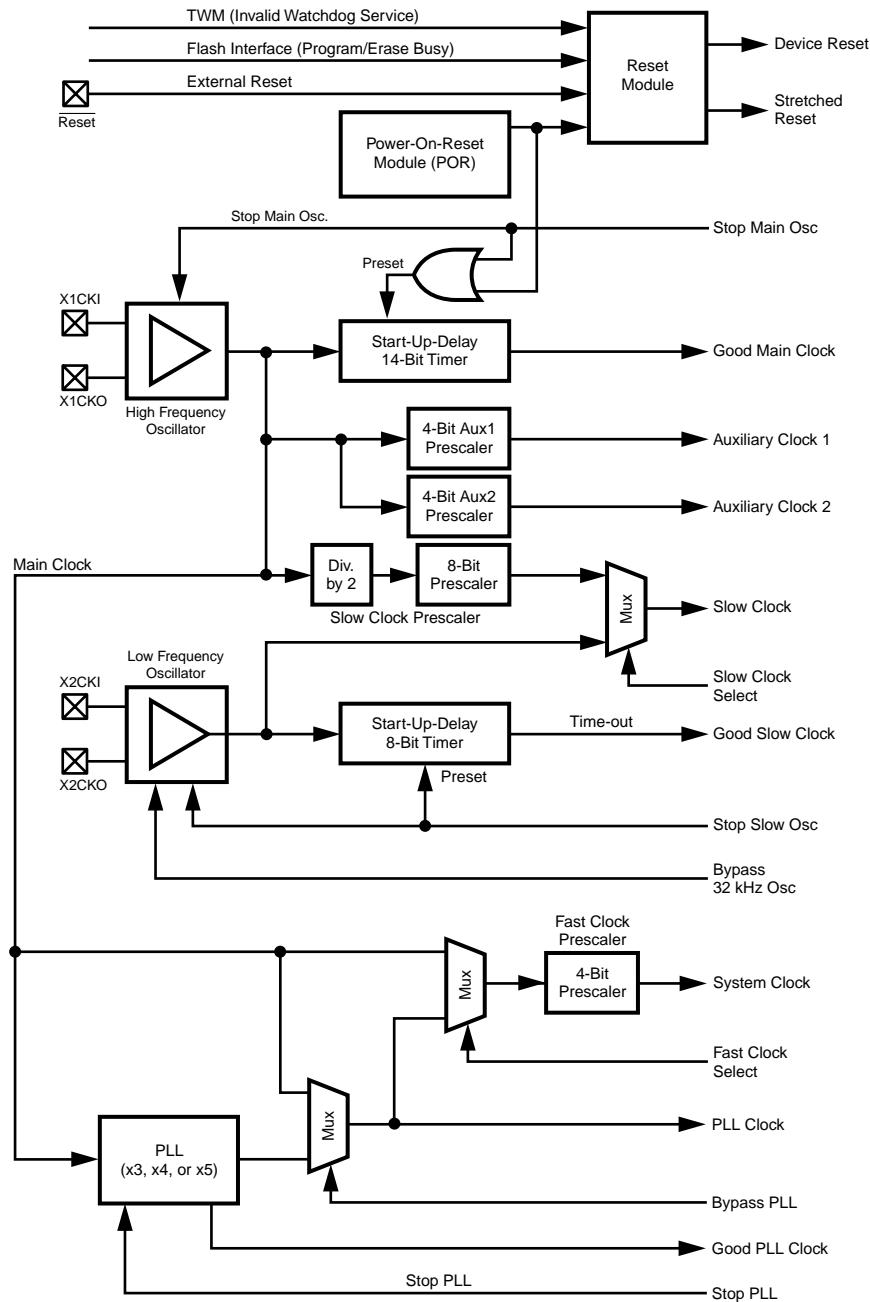 TWM (Invalid Watchdog Service)
Flash Interface (Program/Erase Busy)
External Reset
Reset
Reset
Module
Device Reset
Stretched
Reset
Power-On-Reset
Module (POR)
Stop Main Osc.
Stop Main Osc
Preset
X1CKI
X1CKO
High Frequency
Oscillator
Start-Up-Delay
14-Bit Timer
Good Main Clock
4-Bit Aux1
Prescaler
Auxiliary Clock 1
4-Bit Aux2
Prescaler
Auxiliary Clock 2
Main Clock
Div.
by 2
8-Bit
Prescaler
Slow Clock Prescaler
Mux
Slow Clock
Slow Clock
Select
Low Frequency
Oscillator
X2CKI
X2CKO
Start-Up-Delay
8-Bit Timer
Time-out
Good Slow Clock
Preset
Stop Slow Osc
Bypass
32 kHz Osc
Fast Clock
Prescaler
Mux
4-Bit
Prescaler
System Clock
Fast Clock
Select
Mux
PLL Clock
PLL
(x3, x4, or x5)
Bypass PLL
Good PLL Clock
Stop PLL
Stop PLL